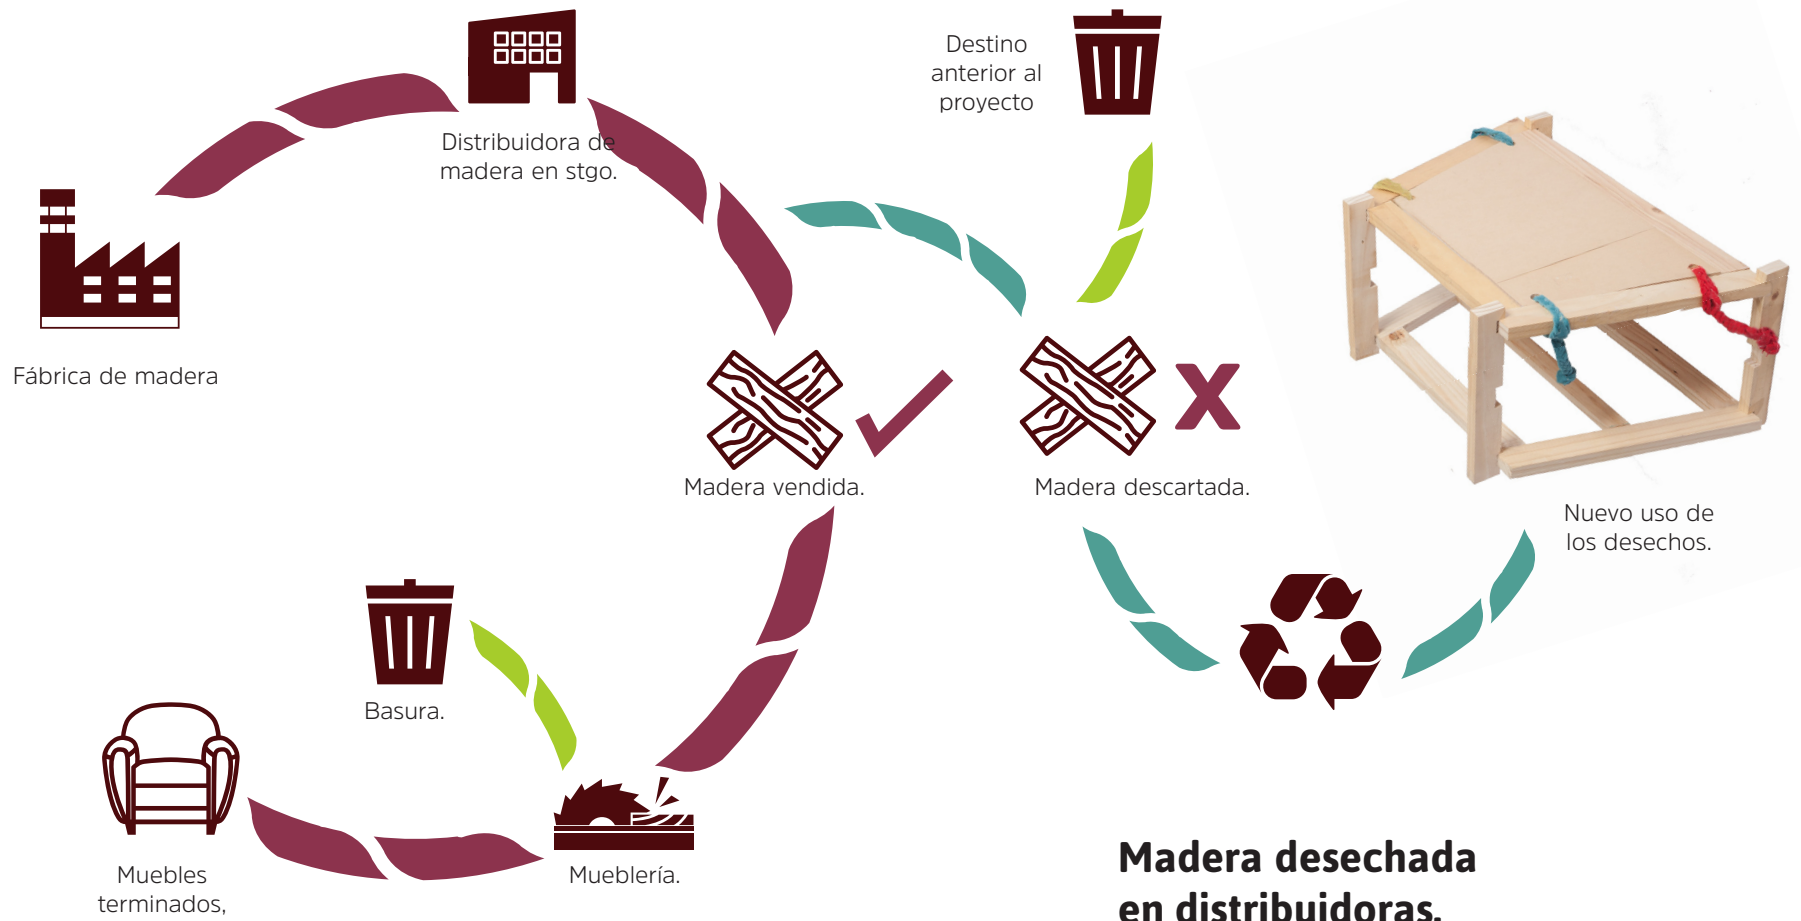 Destino
anterior al
proyecto
Distribuidora de
madera en stgo.
Fábrica de madera
Madera vendida.
Madera descartada.
Nuevo uso de
los desechos.
Basura.
Mueblería.
Muebles
terminados,
Madera desechada
en distribuidoras.